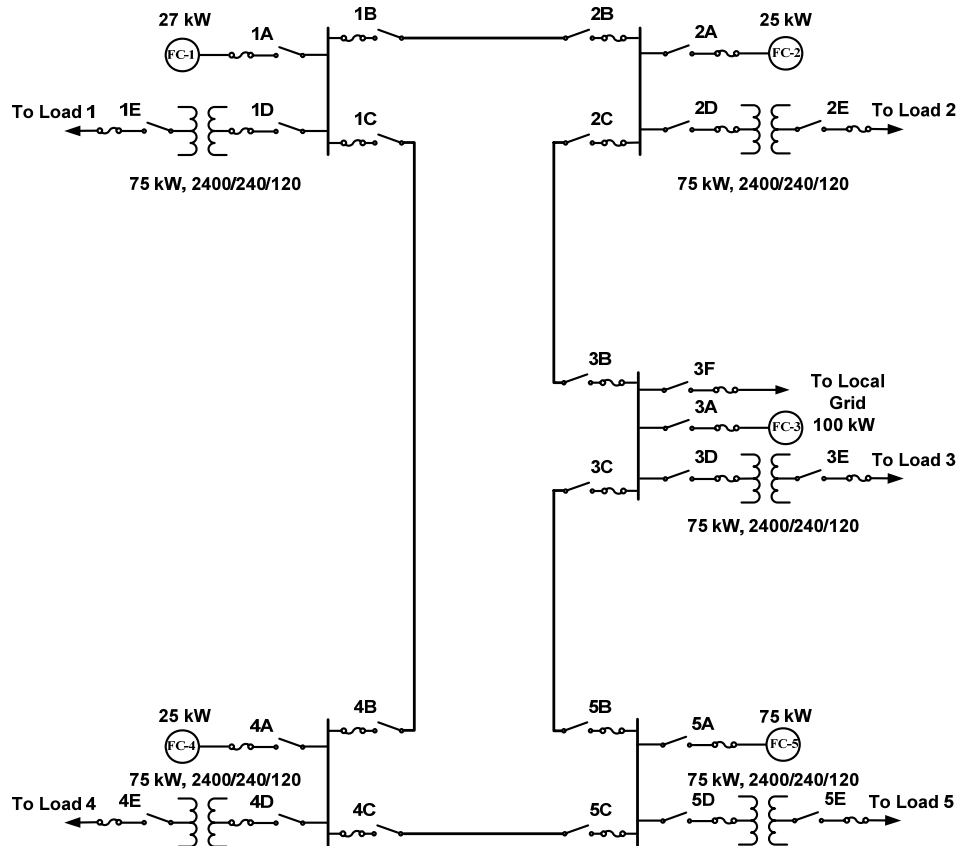 27 kW
1B
2B
25 kW
1A
2A
FC-1
FC-2
To Load 1
1E
1D
1C
2C
2D
2E
To Load 2
75 kW, 2400/240/120
75 kW, 2400/240/120
3B
3F
To Local
Grid
100 kW
3A
FC-3
3C
3D
3E
To Load 3
75 kW, 2400/240/120
25 kW
4A
4B
5B
5A
75 kW
FC-4
FC-5
75 kW, 2400/240/120
75 kW, 2400/240/120
To Load 4
4E
4D
4C
5C
5D
5E
To Load 5